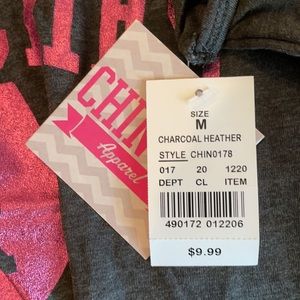 CHIN
Apparel
SIZE
M
CHARCOAL HEATHER
STYLE CHIN0178
017 20 1220
DEPT CL ITEM
490172 012206
$9.99